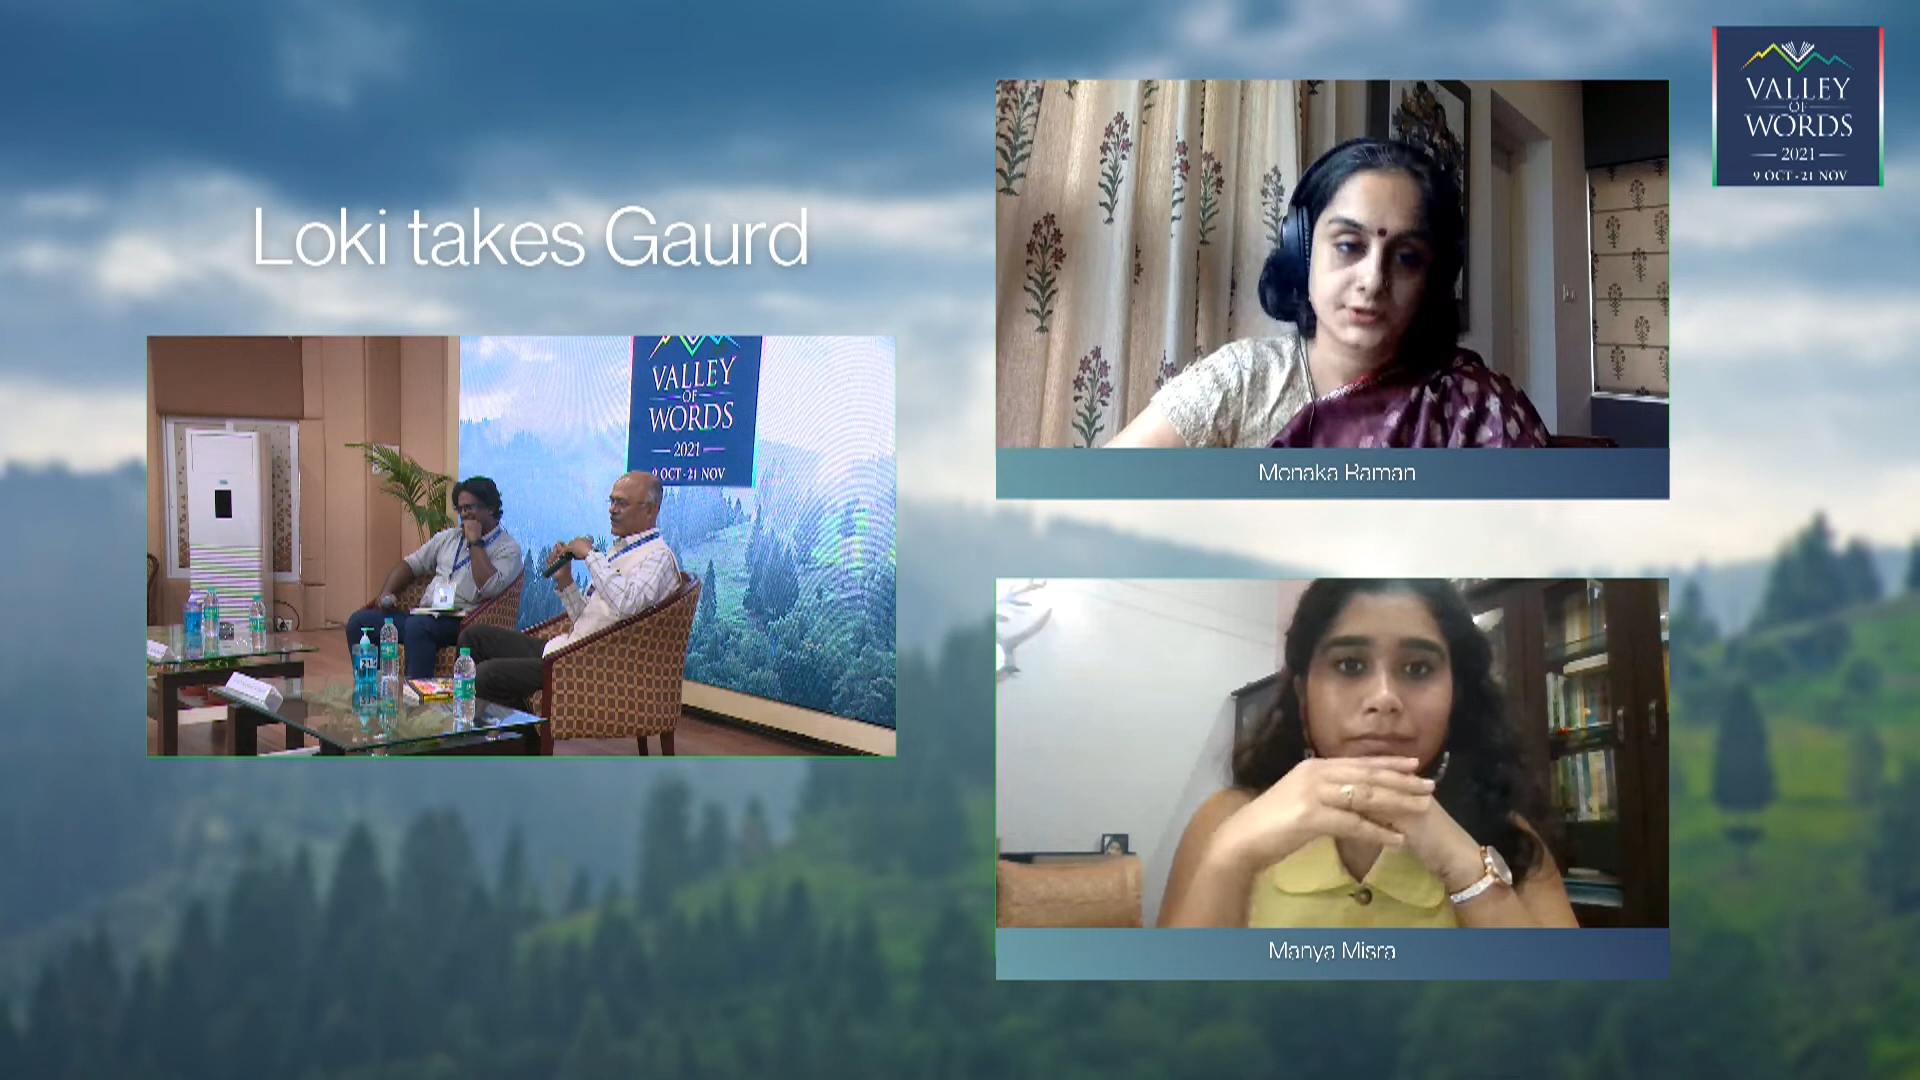 VALLEY
OF
WORDS
2021
9 OCT - 21 NOV
Loki takes Gaurd
VALLEY
OF
WORDS
2021
9 OCT - 21 NOV
Monaka Raman
Manya Misra